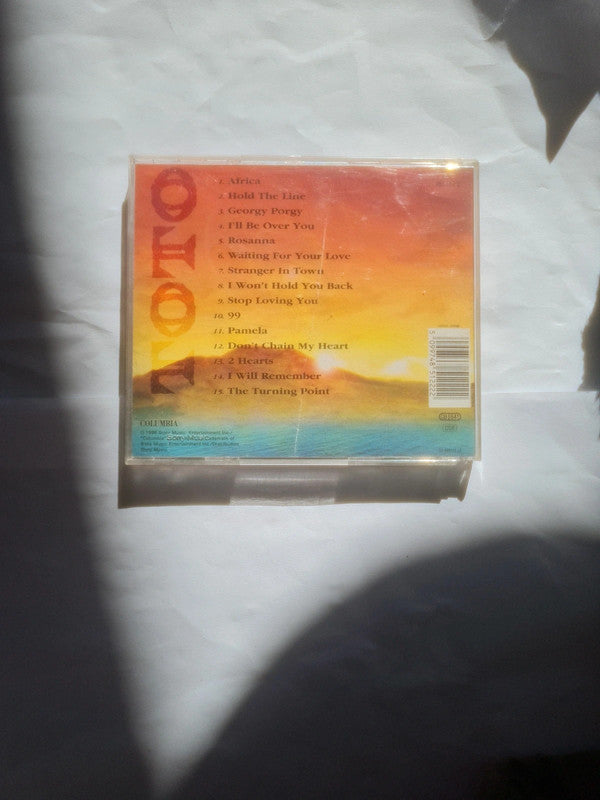 TOTO
1. Africa
2. Hold The Line
3. Georgy Porgy
4. I'll Be Over You
5. Rosanna
6. Waiting For Your Love
7. Stranger In Town
8. I Won't Hold You Back
9. Stop Loving You
10. 99
11. Pamela
12. Don't Chain My Heart
13. 2 Hearts
14. I Will Remember
15. The Turning Point
COLUMBIA
Sony Music